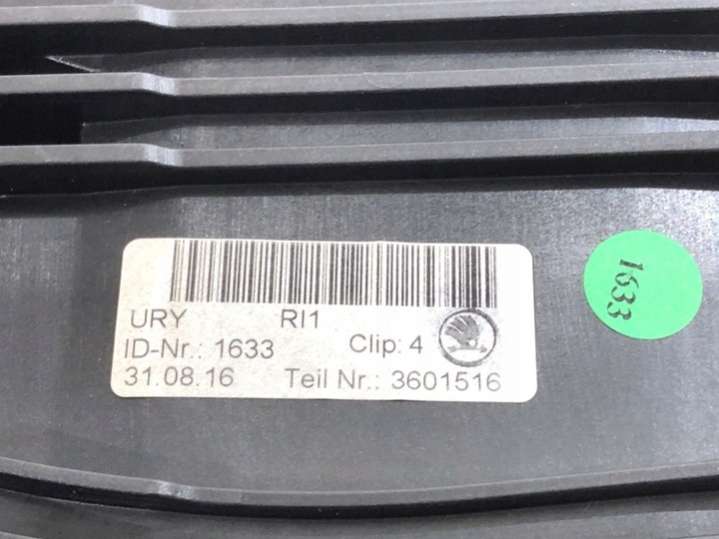 URY RI1
ID-Nr.: 1633 Clip: 4
31.08.16 Teil Nr.: 3601516
1633